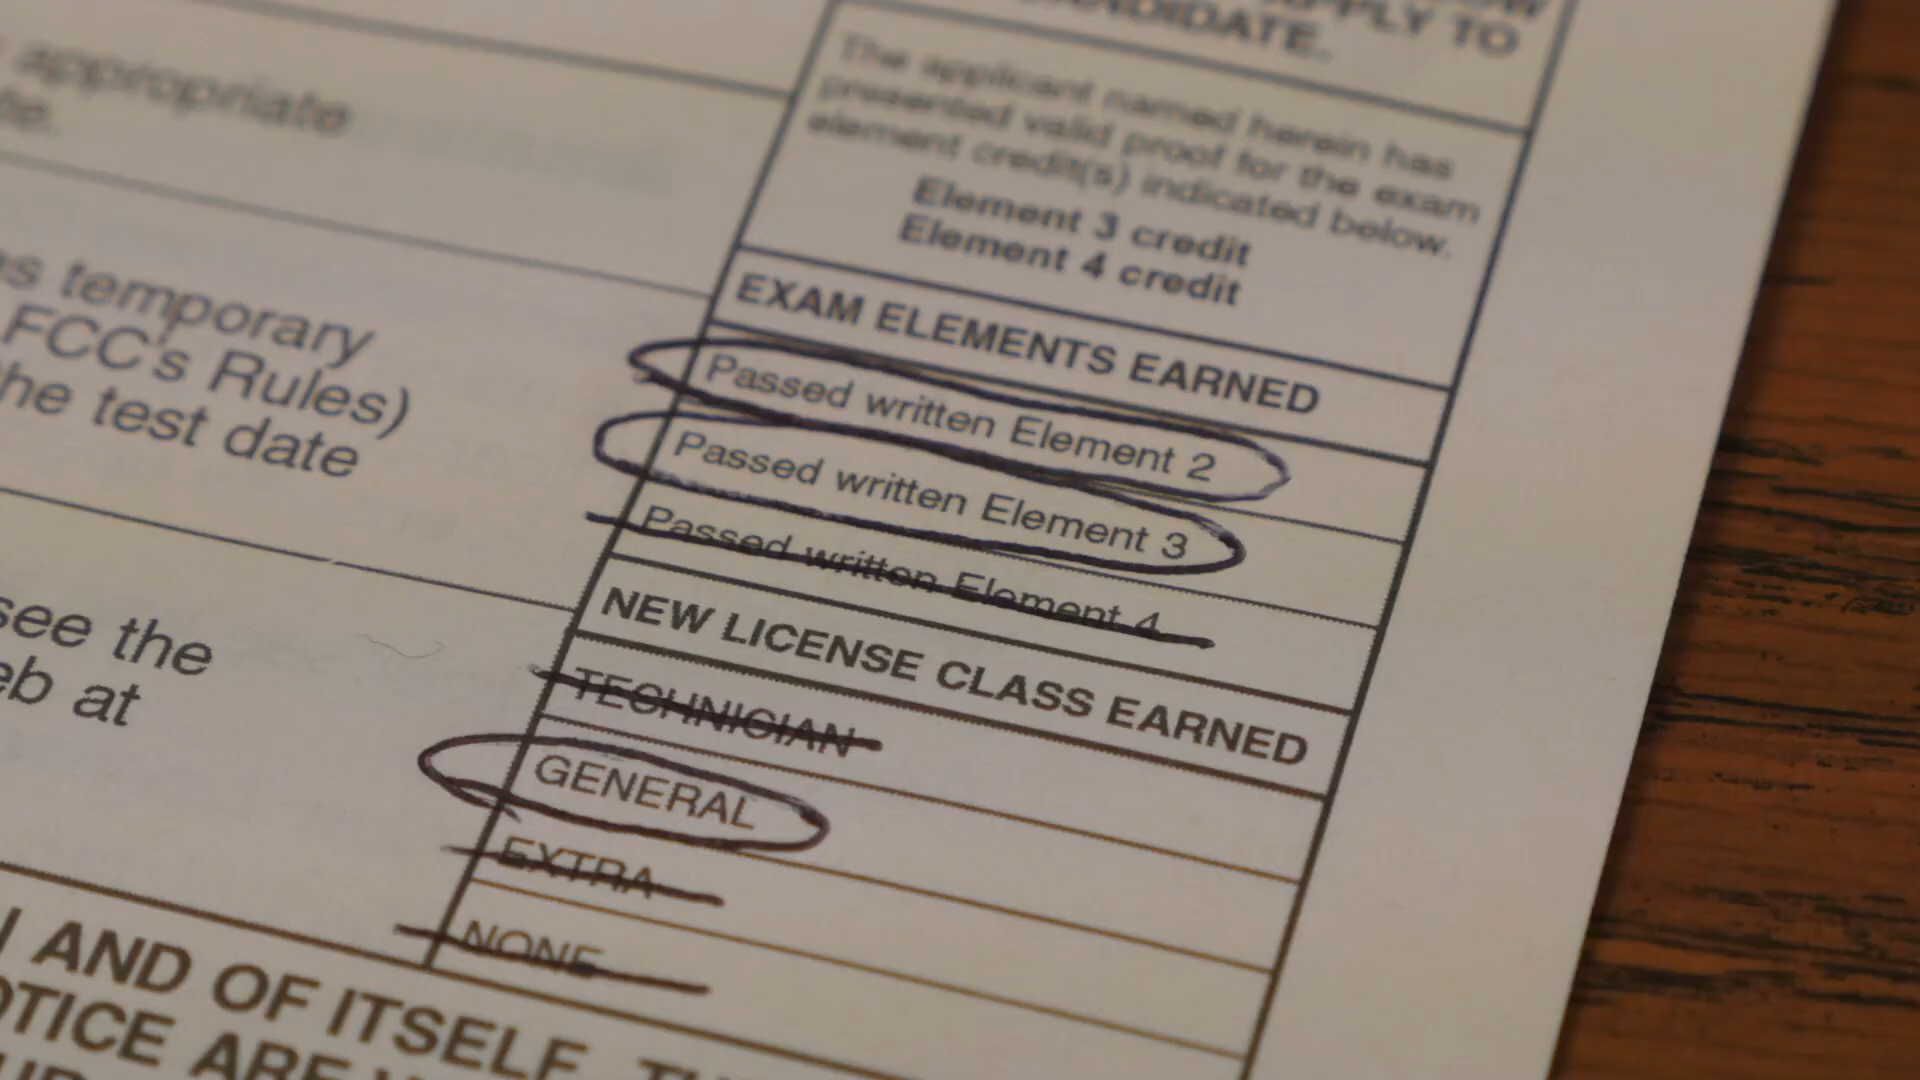 APPLY TO
CANDIDATE.
The applicant named herein has
presented valid proof for the exam
element credit(s) indicated below.
Element 3 credit
Element 4 credit
EXAM ELEMENTS EARNED
Passed written Element 2
Passed written Element 3
Passed written Element 4
NEW LICENSE CLASS EARNED
TECHNICIAN
GENERAL
EXTRA
NONE
appropriate
temporary
FCC's Rules)
the test date
see the
at
AND OF ITSELF
ARE